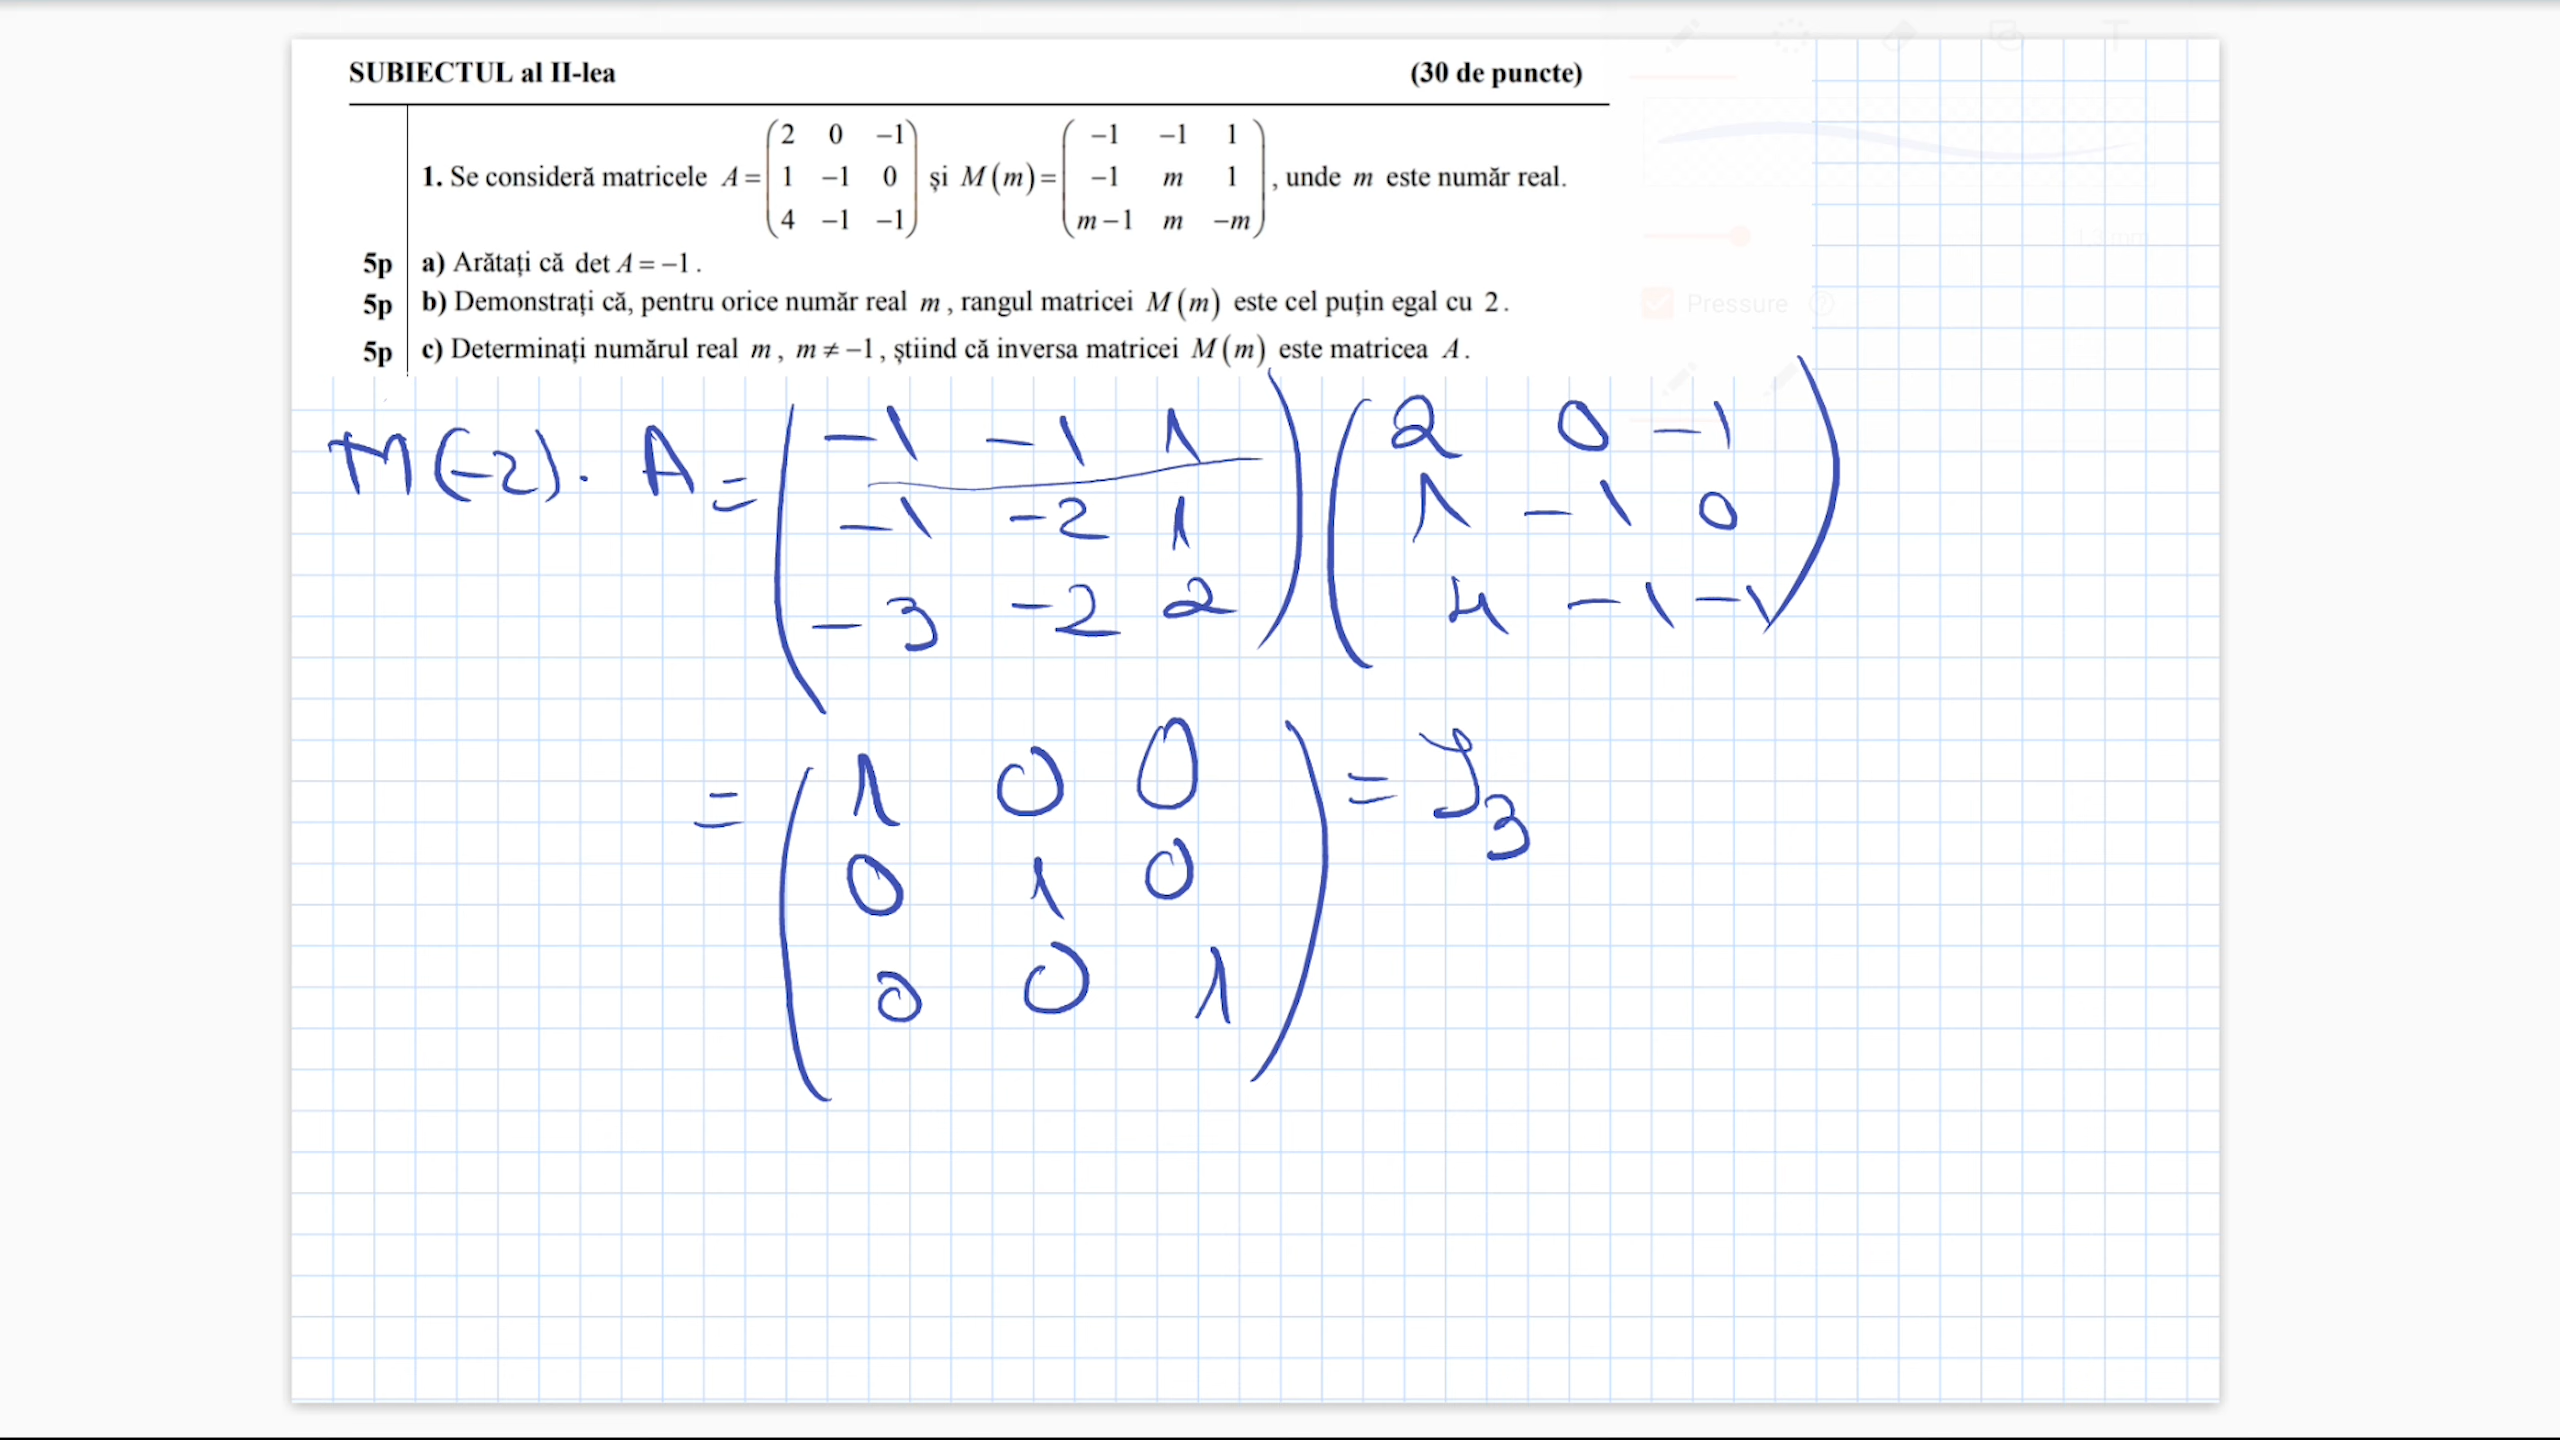 SUBIECTUL al II-lea (30 de puncte)
2 0 −1 −1 −1 1
1. Se consideră matricele A = 1 −1 0 și M(m) = −1 m 1 , unde m este număr real.
4 −1 −1 m−1 m −m
5p a) Arătați că det A = −1 .
5p b) Demonstrați că, pentru orice număr real m , rangul matricei M(m) este cel puțin egal cu 2 .
5p c) Determinați numărul real m , m ≠ −1 , știind că inversa matricei M(m) este matricea A .
Pressure
−1 −1 1 2 0 −1
M(−2) · A = −1 −2 1 1 −1 0
−3 −2 2 4 −1 −1
1 0 0
= 0 1 0 = I₃
0 0 1